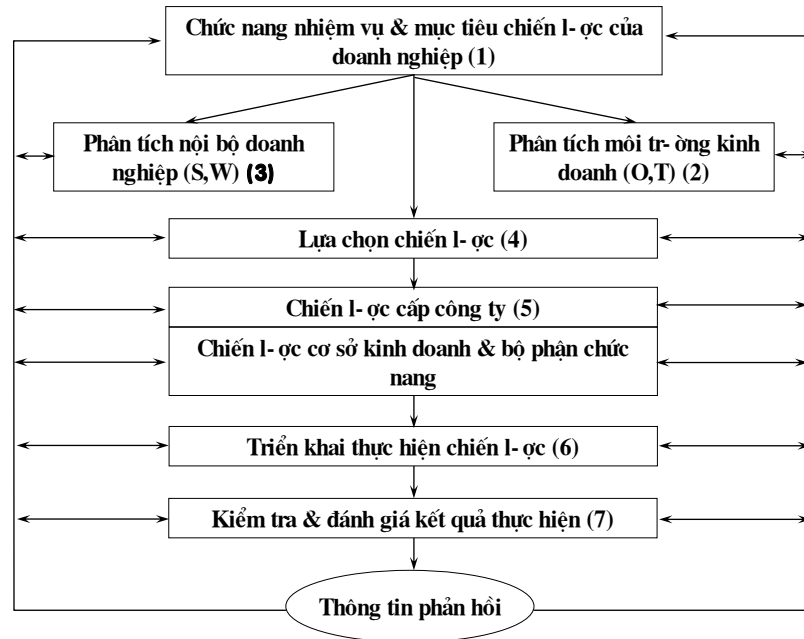 Chức nang nhiệm vụ & mục tiêu chiến l- ợc của
doanh nghiệp (1)
Phân tích nội bộ doanh
nghiệp (S,W) (3)
Phân tích môi tr- ờng kinh
doanh (O,T) (2)
Lựa chọn chiến l- ợc (4)
Chiến l- ợc cấp công ty (5)
Chiến l- ợc cơ sở kinh doanh & bộ phận chức
nang
Triển khai thực hiện chiến l- ợc (6)
Kiểm tra & đánh giá kết quả thực hiện (7)
Thông tin phản hồi